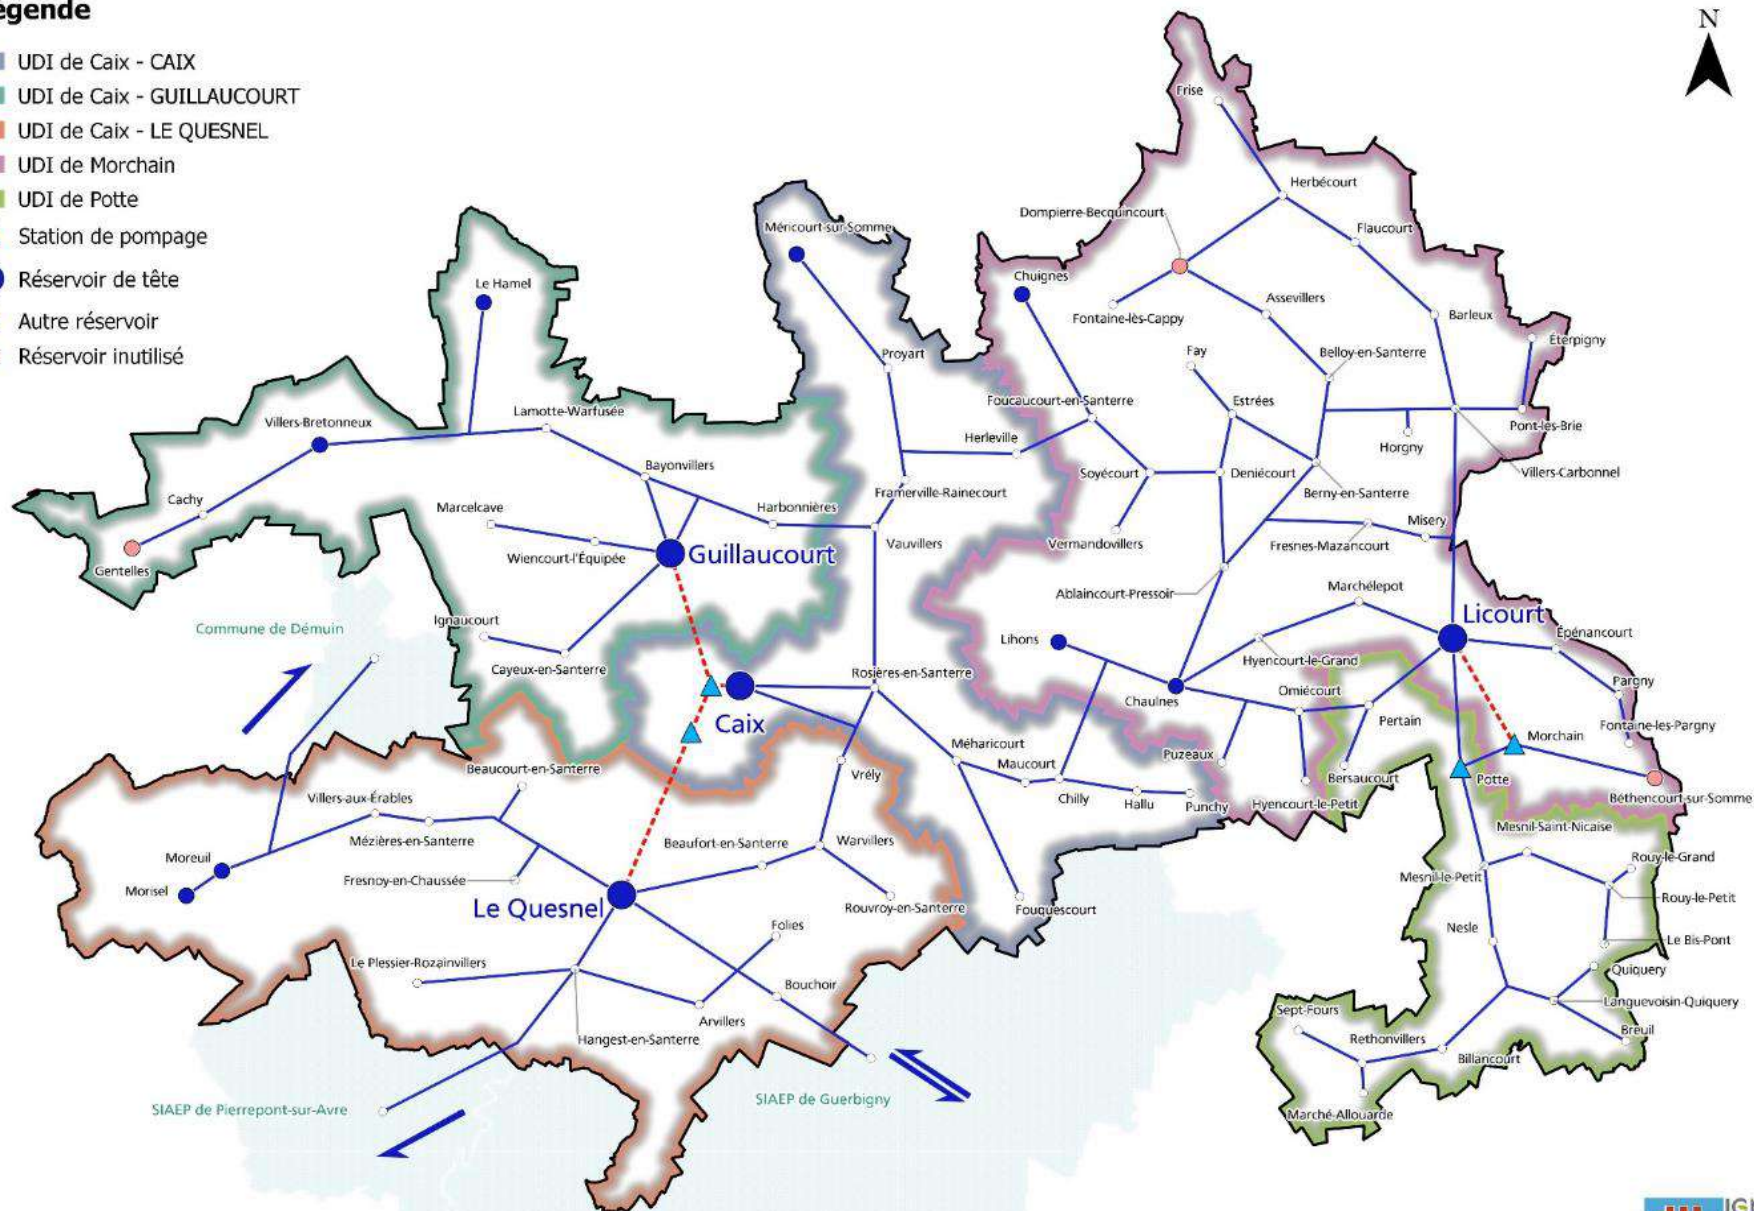 égende
UDI de Caix - CAIX
UDI de Caix - GUILLAUCOURT
UDI de Caix - LE QUESNEL
UDI de Morchain
UDI de Potte
Station de pompage
Réservoir de tête
Autre réservoir
Réservoir inutilisé
N
Frise
Herbécourt
Dompierre-Becquincourt
Flaucourt
Méricourt-sur-Somme
Chuignes
Le Hamel
Assevillers
Fontaine-lès-Cappy
Barleux
Éterpigny
Proyart
Fay
Belloy-en-Santerre
Foucaucourt-en-Santerre
Estrées
Lamotte-Warfusée
Villers-Bretonneux
Pont-lès-Brie
Herleville
Horgny
Bayonvillers
Soyécourt
Deniécourt
Villers-Carbonnel
Framerville-Rainecourt
Berny-en-Santerre
Cachy
Marcelcave
Harbonnières
Misery
Vauvillers
Vermandovillers
Fresnes-Mazancourt
Guillaucourt
Wiencourt-l'Équipée
Gentelles
Marchélepot
Ablaincourt-Pressoir
Licourt
Ignaucourt
Commune de Démuin
Lihons
Épénancourt
Cayeux-en-Santerre
Rosières-en-Santerre
Hyencourt-le-Grand
Pargny
Omiécourt
Chaulnes
Caix
Pertain
Fontaine-les-Pargny
Morchain
Méharicourt
Puzeaux
Maucourt
Beaucourt-en-Santerre
Vrély
Bersaucourt
Potte
Villers-aux-Érables
Chilly
Hallu
Punchy
Hyencourt-le-Petit
Béthencourt-sur-Somme
Mesnil-Saint-Nicaise
Mézières-en-Santerre
Beaufort-en-Santerre
Warvillers
Moreuil
Rouy-le-Grand
Mesnil-le-Petit
Fresnoy-en-Chaussée
Morisel
Rouy-le-Petit
Le Quesnel
Rouvroy-en-Santerre
Fouquescourt
Folies
Nesle
Le Bis-Pont
Le Plessier-Rozainvillers
Quiquery
Bouchoir
Languevoisin-Quiquery
Sept-Fours
Arvillers
Breuil
Hangest-en-Santerre
Rethonvillers
Billancourt
SIAEP de Guerbigny
SIAEP de Pierrepont-sur-Avre
Marché-Allouarde